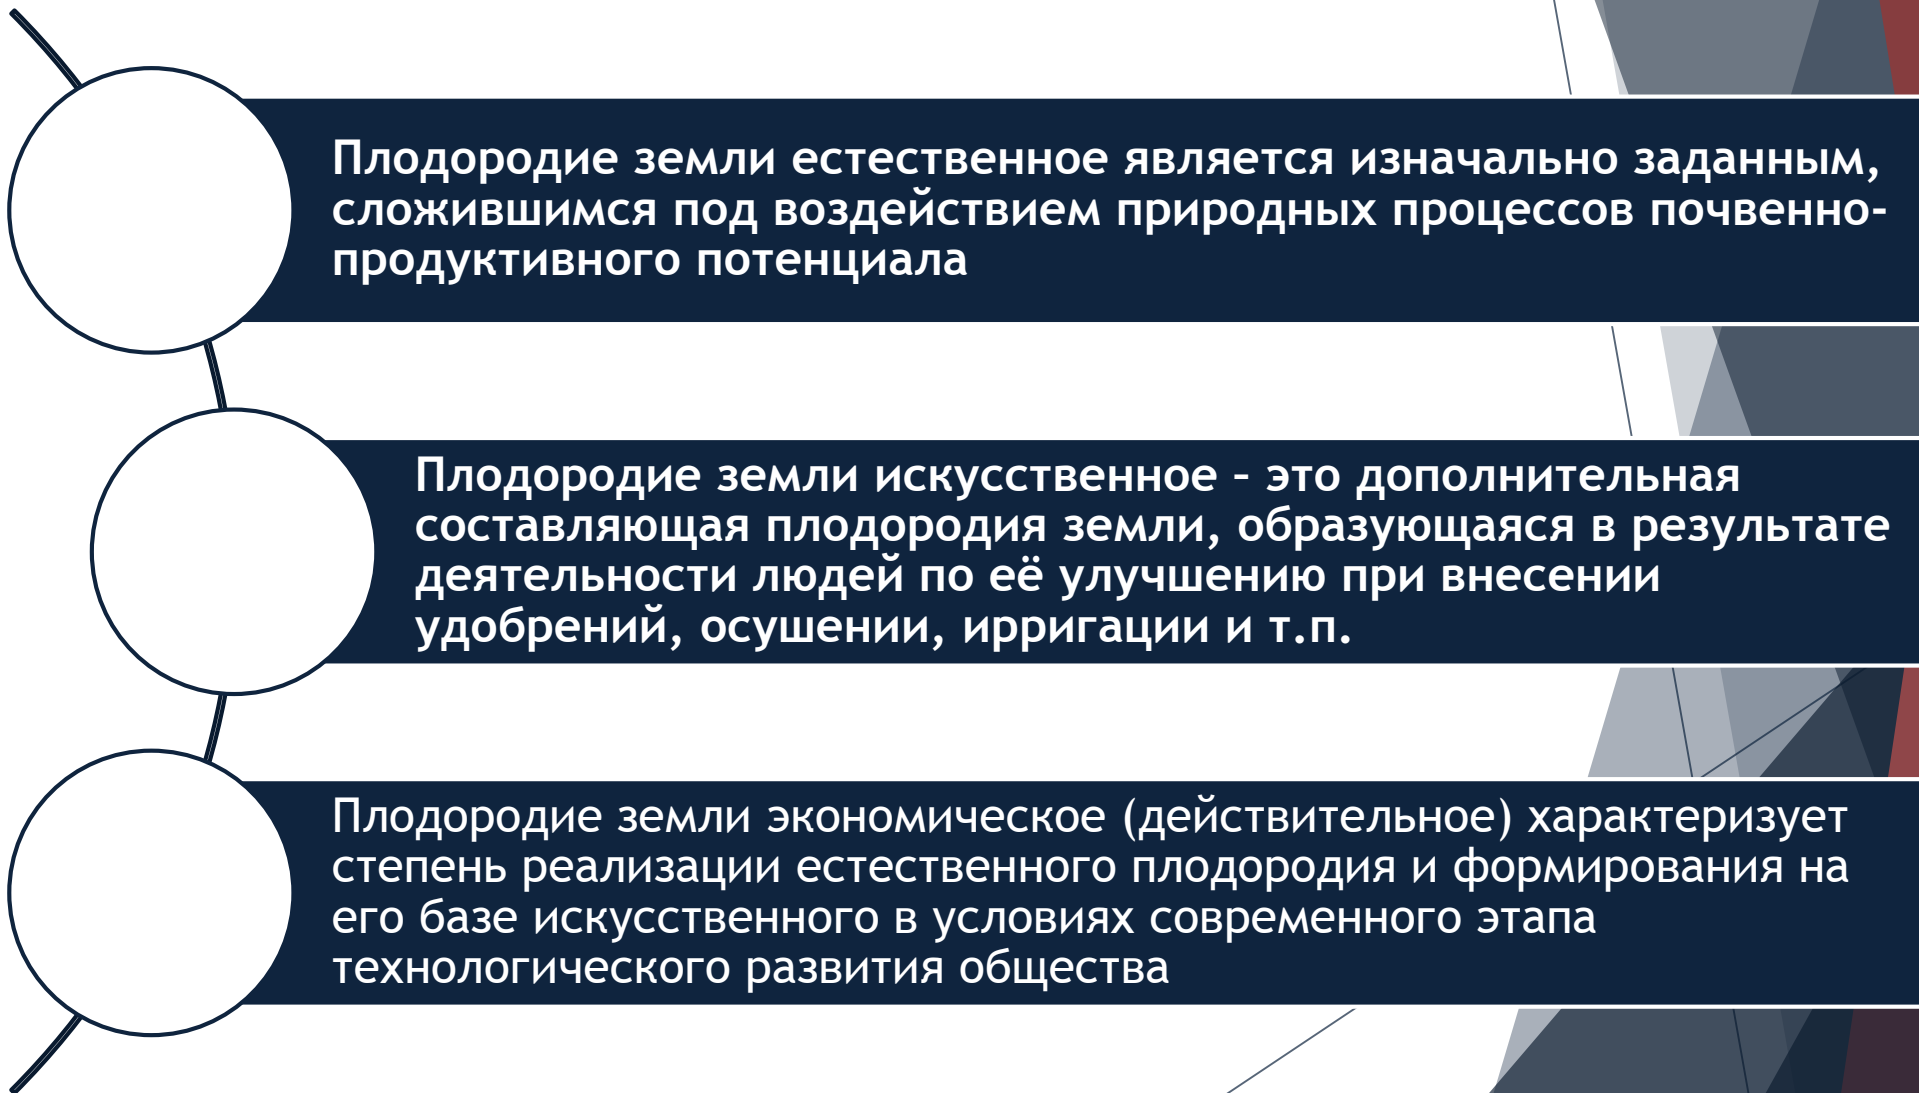 Плодородие земли естественное является изначально заданным,
сложившимся под воздействием природных процессов почвенно-
продуктивного потенциала
Плодородие земли искусственное – это дополнительная
составляющая плодородия земли, образующаяся в результате
деятельности людей по её улучшению при внесении
удобрений, осушении, ирригации и т.п.
Плодородие земли экономическое (действительное) характеризует
степень реализации естественного плодородия и формирования на
его базе искусственного в условиях современного этапа
технологического развития общества